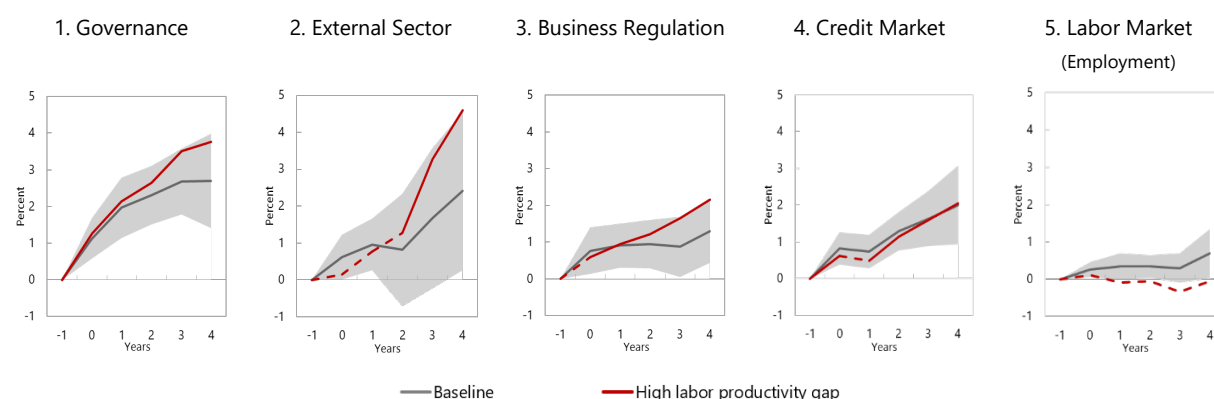 1. Governance
2. External Sector
3. Business Regulation
4. Credit Market
5. Labor Market
(Employment)
5
4
3
2
1
0
-1
Percent
-1 0 1 2 3 4
Years
5
4
3
2
1
0
-1
Percent
-1 0 1 2 3 4
Years
5
4
3
2
1
0
-1
Percent
-1 0 1 2 3 4
Years
5
4
3
2
1
0
-1
Percent
-1 0 1 2 3 4
Years
5
4
3
2
1
0
-1
Percent
-1 0 1 2 3 4
Years
Baseline
High labor productivity gap